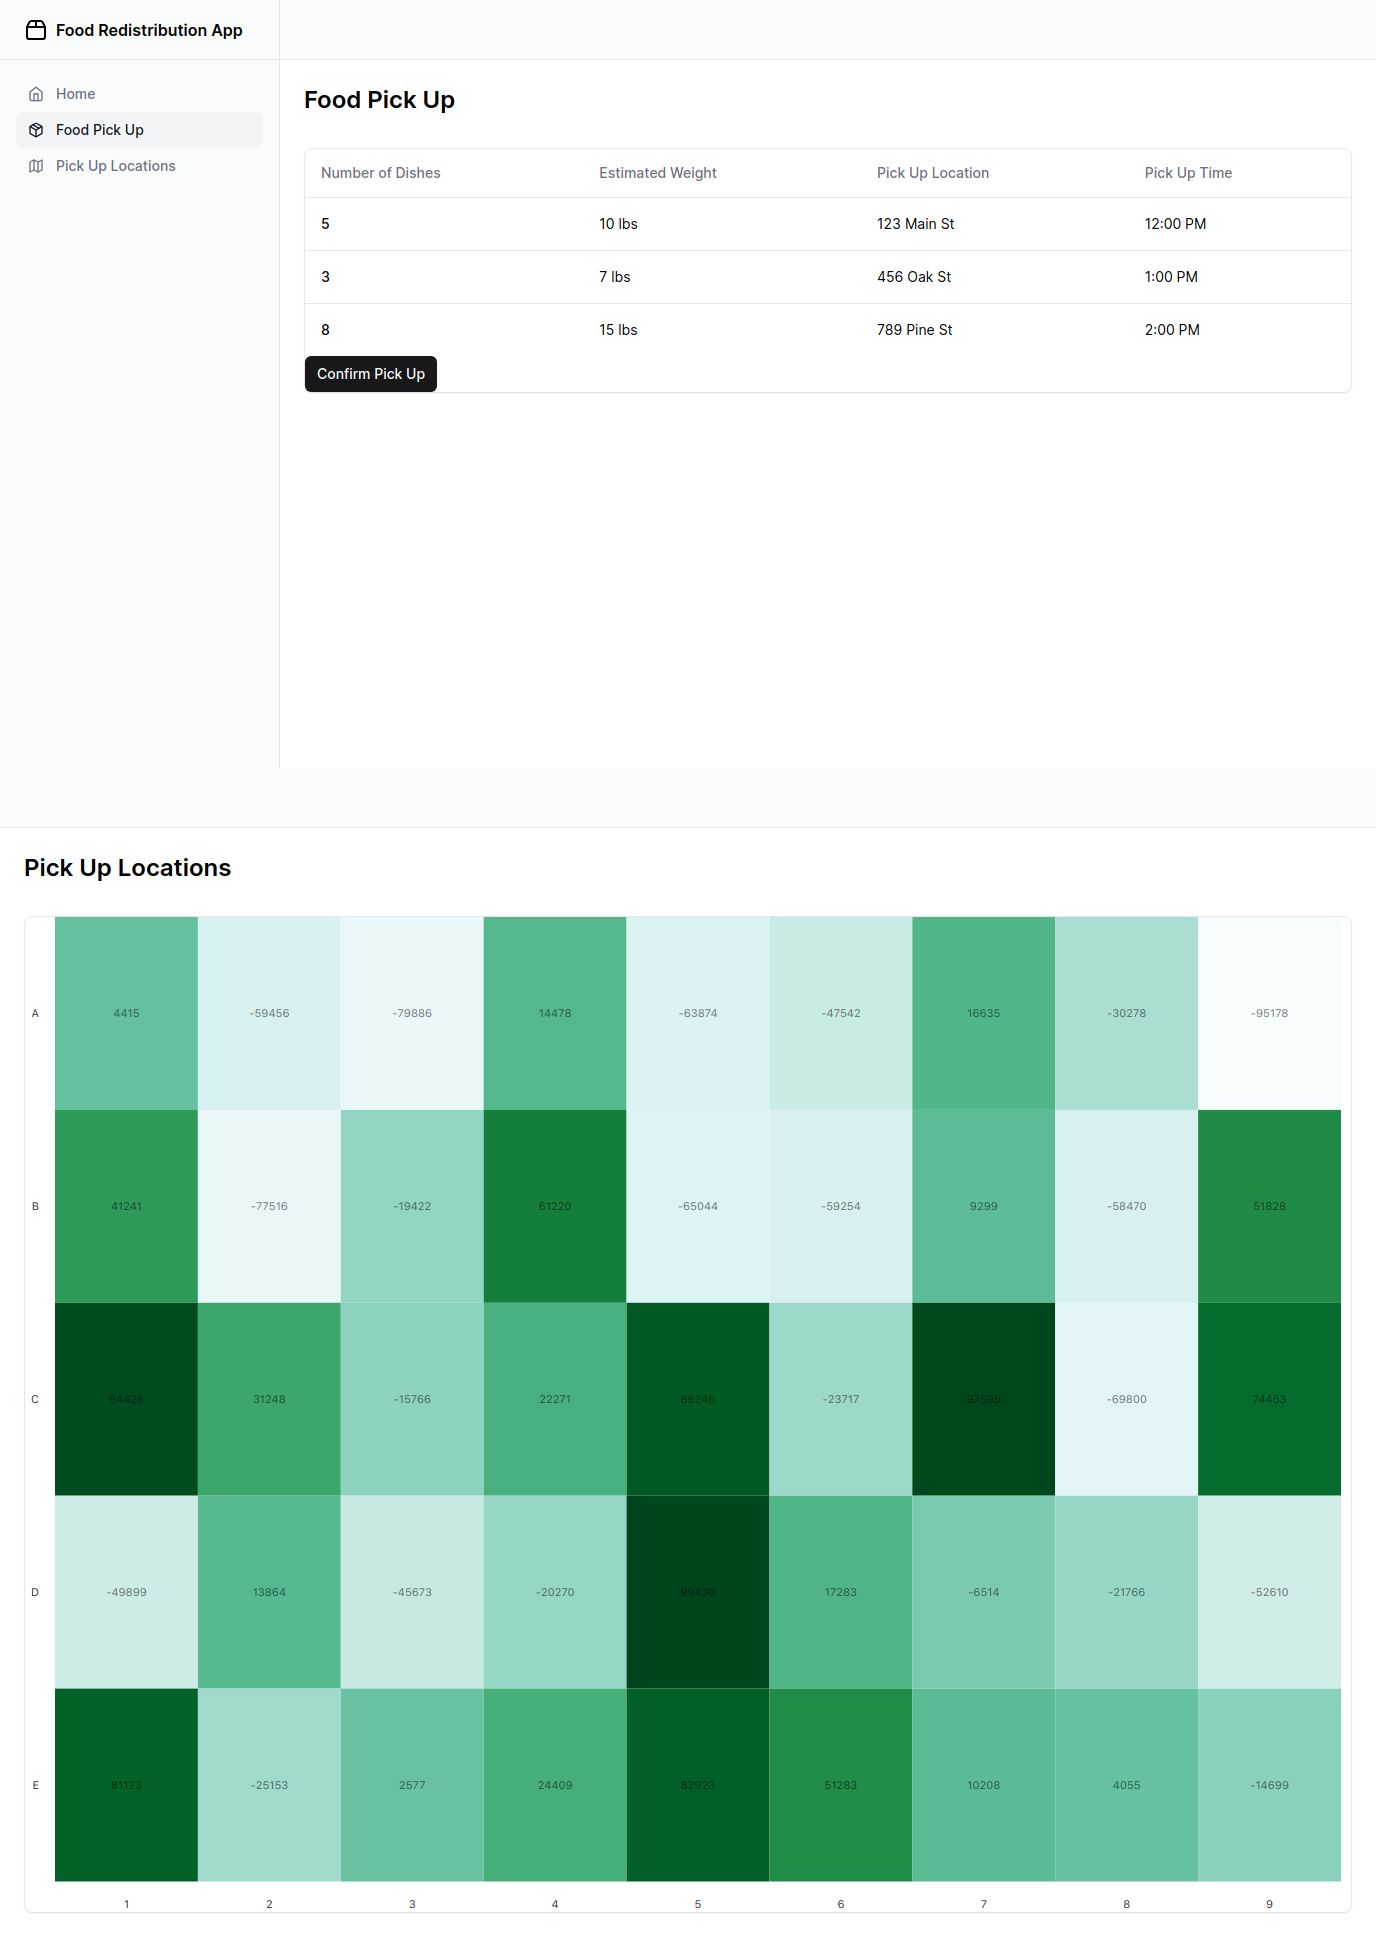 Food Redistribution App
Home
Food Pick Up
Pick Up Locations
Food Pick Up
Number of Dishes Estimated Weight Pick Up Location Pick Up Time
5 10 lbs 123 Main St 12:00 PM
3 7 lbs 456 Oak St 1:00 PM
8 15 lbs 789 Pine St 2:00 PM
Confirm Pick Up
Pick Up Locations
A 4415 -59456 -79886 14478 -63874 -47542 16635 -30278 -95178
B 41241 -77516 -19422 61220 -65044 -59254 9299 -58470 51828
C 94426 31248 -15766 22271 86246 -23717 97595 -69800 74453
D -49899 13864 -45673 -20270 99430 17283 -6514 -21766 -52610
E 81123 -25153 2577 24409 82923 51283 10208 4055 -14699
1 2 3 4 5 6 7 8 9